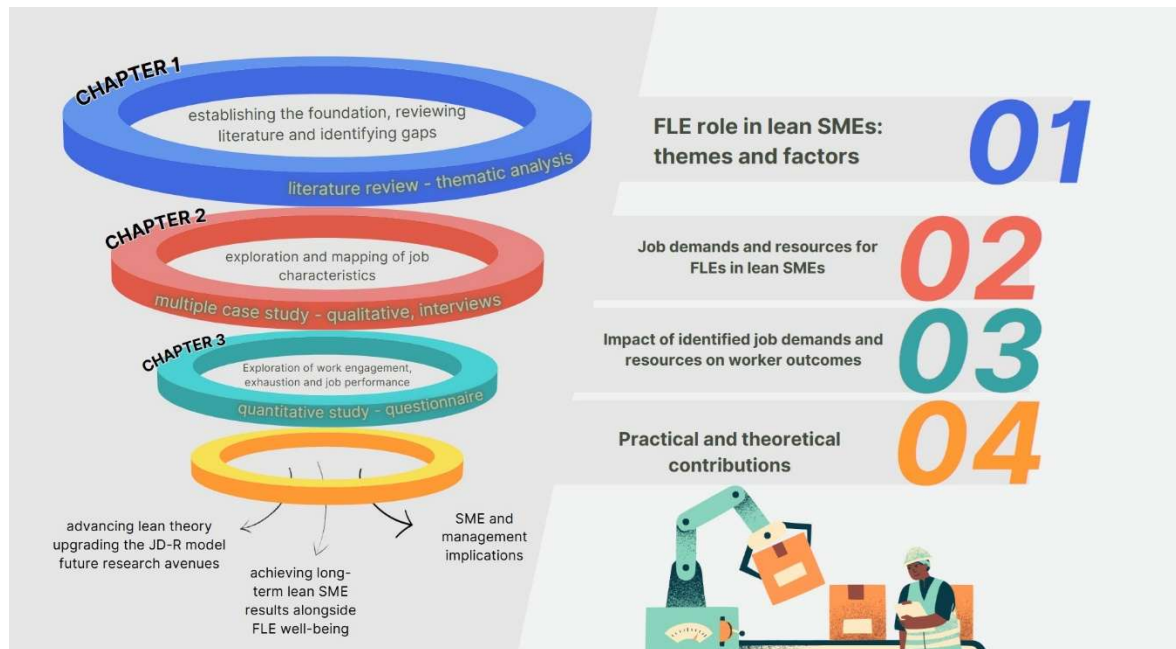 CHAPTER 1
establishing the foundation, reviewing
literature and identifying gaps
literature review - thematic analysis
CHAPTER 2
exploration and mapping of job
characteristics
multiple case study - qualitative, interviews
CHAPTER 3
Exploration of work engagement,
exhaustion and job performance
quantitative study - questionnaire
advancing lean theory
upgrading the JD-R model
future research avenues
achieving long-
term lean SME
results alongside
FLE well-being
SME and
management
implications
FLE role in lean SMEs:
themes and factors
01
Job demands and resources for
FLEs in lean SMEs
02
Impact of identified job demands and
resources on worker outcomes
03
Practical and theoretical
contributions
04